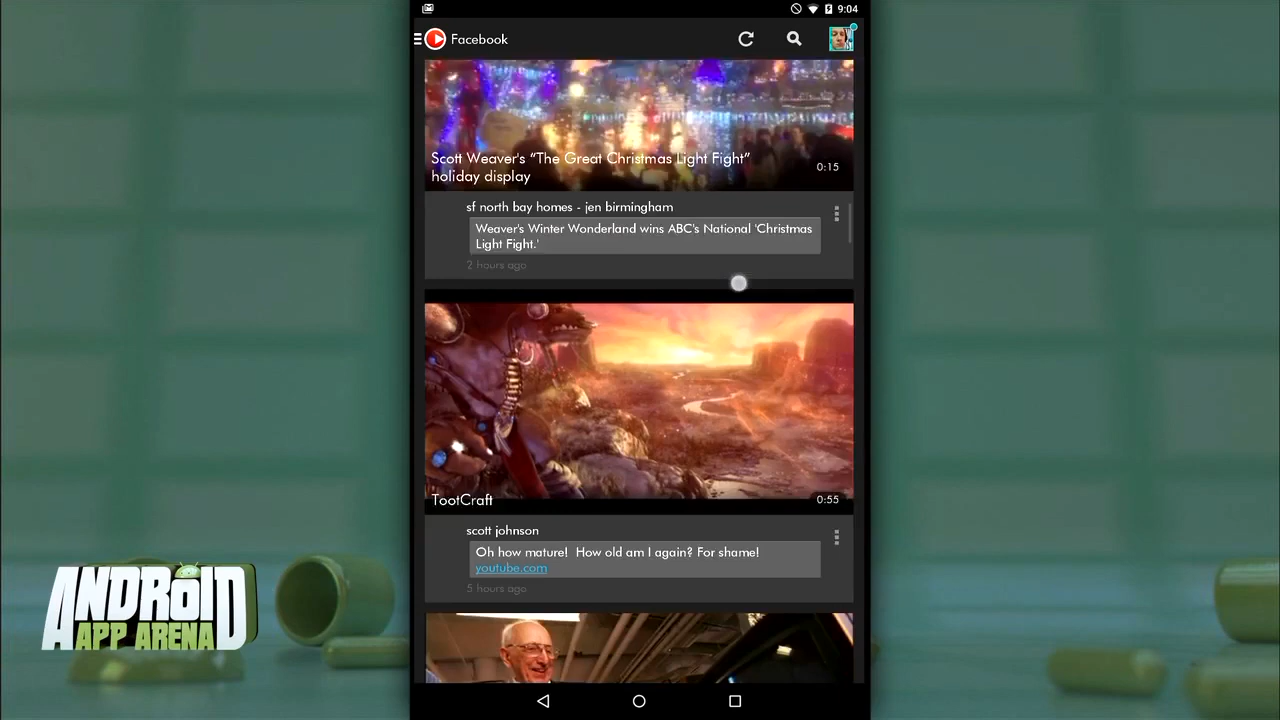 9:04
Facebook
Scott Weaver's “The Great Christmas Light Fight”
holiday display
0:15
sf north bay homes - jen birmingham
Weaver's Winter Wonderland wins ABC's National 'Christmas
Light Fight.'
2 hours ago
TootCraft
0:55
scott johnson
Oh how mature!  How old am I again? For shame!
youtube.com
5 hours ago
ANDROID
APP ARENA